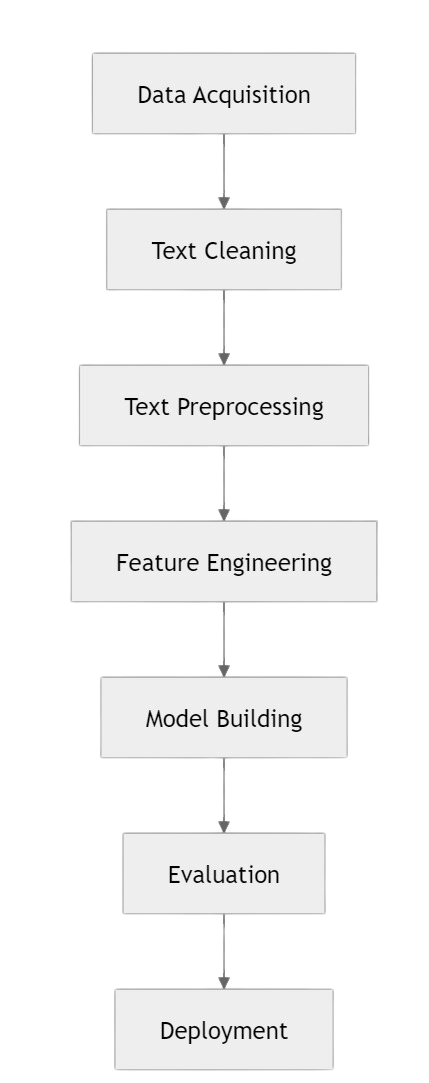 Data Acquisition
Text Cleaning
Text Preprocessing
Feature Engineering
Model Building
Evaluation
Deployment